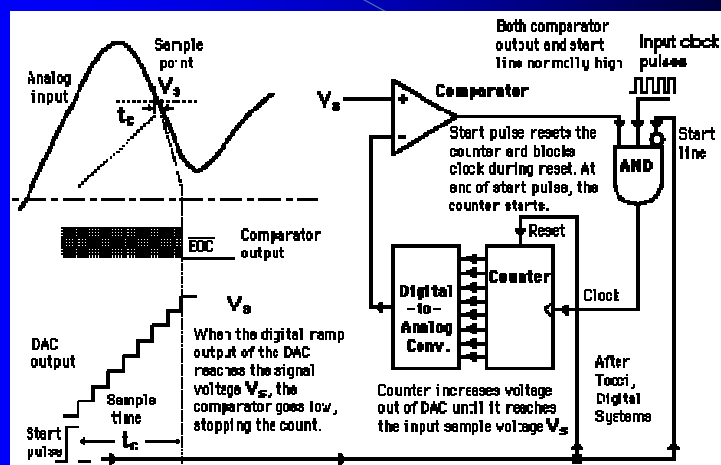 Analog
input
Sample
point
Vs
tc
EOC
Comparator
output
DAC
output
Vs
When the digital ramp
output of the DAC
reaches the signal
voltage Vs, the
comparator goes low,
stopping the count.
Sample
time
tc
Start
pulse
Both comparator
output and start
line normally high
Input clock
pulses
Vs
+
-
Comparator
Start pulse resets the
counter and blocks
clock during reset. At
end of start pulse, the
counter starts.
AND
Start
line
Reset
Digital
-to-
Analog
Conv.
Counter
Clock
Counter increases voltage
out of DAC until it reaches
the input sample voltage Vs
After
Tocci,
Digital
Systems